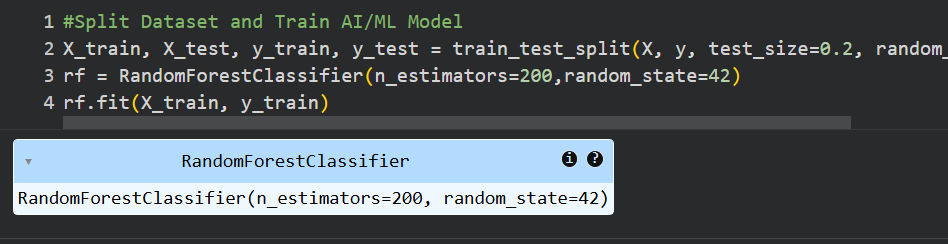 1 #Split Dataset and Train AI/ML Model
2 X_train, X_test, y_train, y_test = train_test_split(X, y, test_size=0.2, random_
3 rf = RandomForestClassifier(n_estimators=200,random_state=42)
4 rf.fit(X_train, y_train)
▾ RandomForestClassifier i ?
RandomForestClassifier(n_estimators=200, random_state=42)